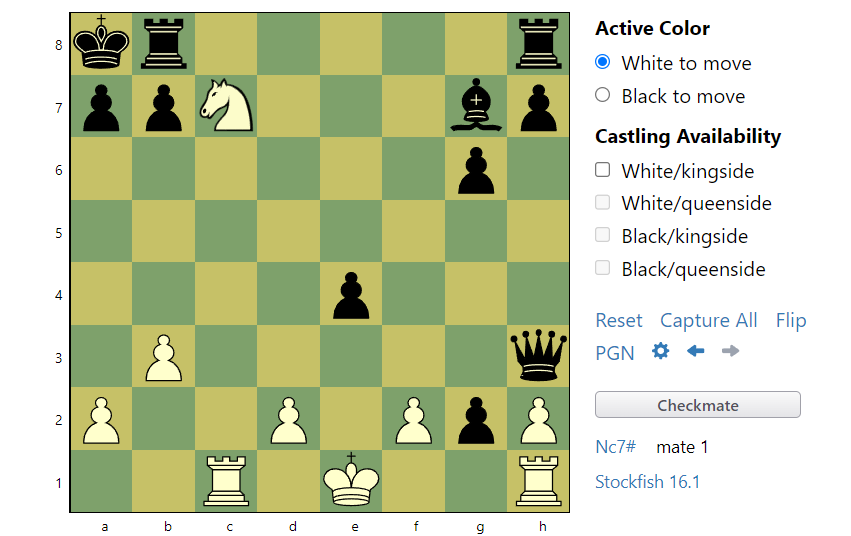 8
7
6
5
4
3
2
1
a b c d e f g h
Active Color
White to move
Black to move
Castling Availability
White/kingside
White/queenside
Black/kingside
Black/queenside
Reset Capture All Flip
PGN
Checkmate
Nc7# mate 1
Stockfish 16.1